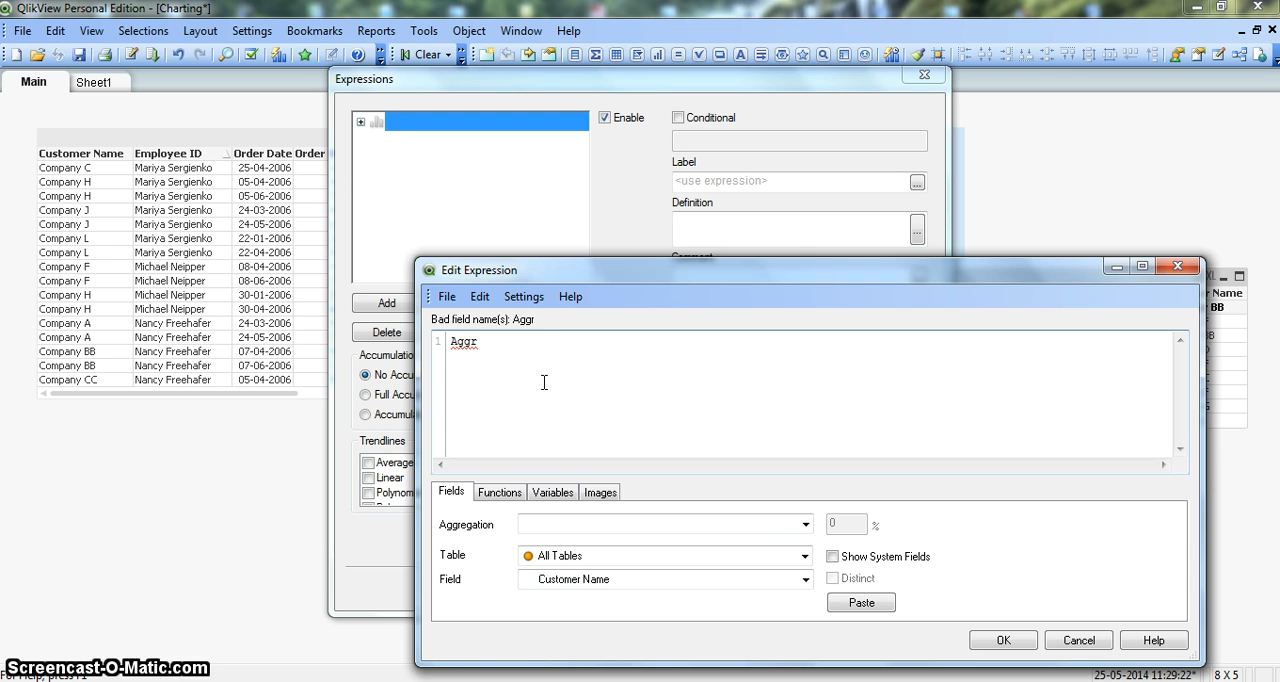 QlikView Personal Edition - [Charting*]
File Edit View Selections Layout Settings Bookmarks Reports Tools Object Window Help
Clear
Main Sheet1
Expressions
Enable
Conditional
Label
<use expression>
...
Definition
...
Add
Delete
No Accu
Full Accu
Trendlines
Average
Linear
Polynom
Customer Name Employee ID Order Date Order
Company C Mariya Sergienko 25-04-2006
Company H Mariya Sergienko 05-04-2006
Company H Mariya Sergienko 05-06-2006
Company J Mariya Sergienko 24-03-2006
Company J Mariya Sergienko 24-05-2006
Company L Mariya Sergienko 22-01-2006
Company L Mariya Sergienko 22-04-2006
Company F Michael Neipper 08-04-2006
Company F Michael Neipper 08-06-2006
Company H Michael Neipper 30-01-2006
Company H Michael Neipper 30-04-2006
Company A Nancy Freehafer 24-03-2006
Company A Nancy Freehafer 24-05-2006
Company BB Nancy Freehafer 07-04-2006
Company BB Nancy Freehafer 07-06-2006
Company CC Nancy Freehafer 05-04-2006
Edit Expression
File Edit Settings Help
Bad field name(s): Aggr
1 Aggr
Fields Functions Variables Images
Aggregation
0 %
Table All Tables
Show System Fields
Field Customer Name
Distinct
Paste
OK Cancel Help
XL
r Name
BB
Screencast-O-Matic.com
25-05-2014 11:29:22* 8 X 5